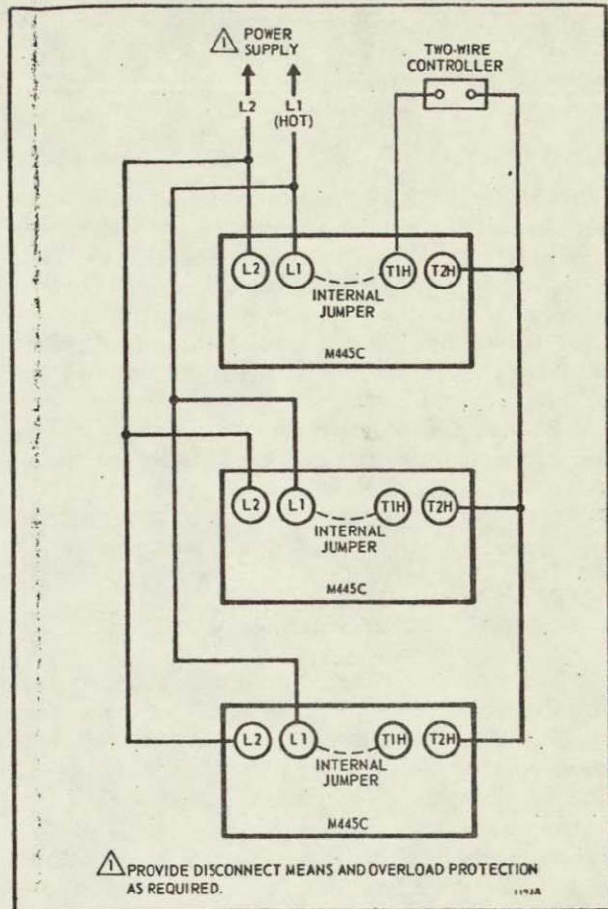 ⚠ POWER SUPPLY
TWO-WIRE CONTROLLER
L2
L1 (HOT)
L2 L1 T1H T2H
INTERNAL JUMPER
M445C
L2 L1 T1H T2H
INTERNAL JUMPER
M445C
L2 L1 T1H T2H
INTERNAL JUMPER
M445C
1 PROVIDE DISCONNECT MEANS AND OVERLOAD PROTECTION
AS REQUIRED.